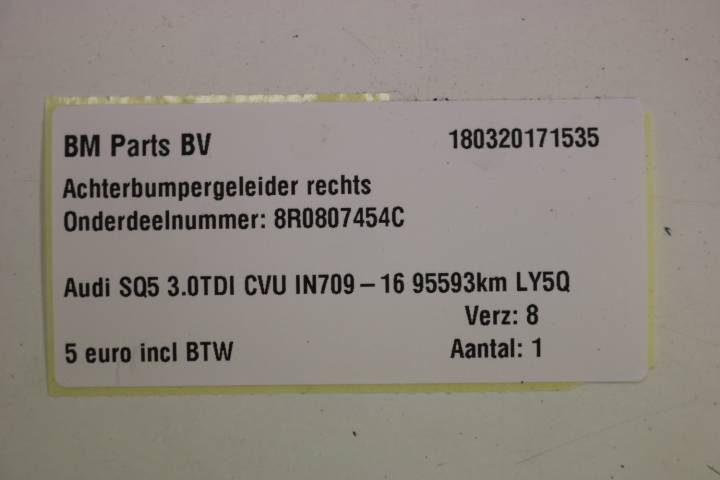 BM Parts BV 180320171535
Achterbumpergeleider rechts
Onderdeelnummer: 8R0807454C
Audi SQ5 3.0TDI CVU IN709-16 95593km LY5Q
Verz: 8
5 euro incl BTW Aantal: 1